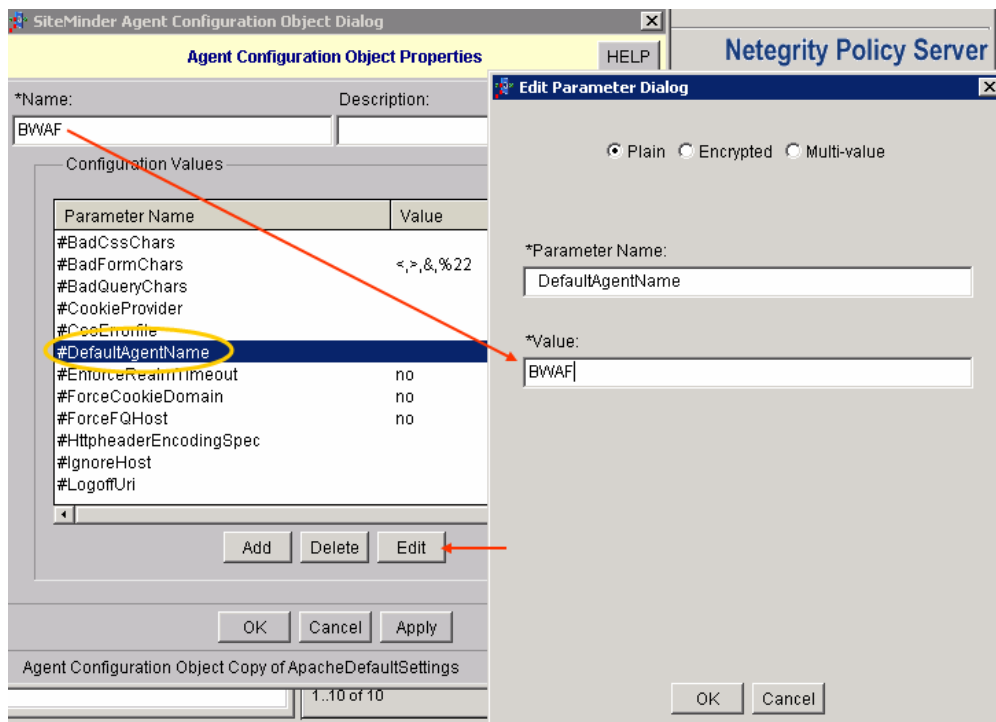 SiteMinder Agent Configuration Object Dialog
Agent Configuration Object Properties
HELP
Netegrity Policy Server
*Name:
Description:
BWAF
Configuration Values
Parameter Name
Value
#BadCssChars
#BadFormChars
<,>,&,%22
#BadQueryChars
#CookieProvider
#CssErrorfile
#DefaultAgentName
#EnforceRealmTimeout
no
#ForceCookieDomain
no
#ForceFQHost
no
#HttpheaderEncodingSpec
#IgnoreHost
#LogoffUri
Add
Delete
Edit
OK
Cancel
Apply
Agent Configuration Object Copy of ApacheDefaultSettings
1..10 of 10
Edit Parameter Dialog
Plain
Encrypted
Multi-value
*Parameter Name:
DefaultAgentName
*Value:
BWAF
OK
Cancel